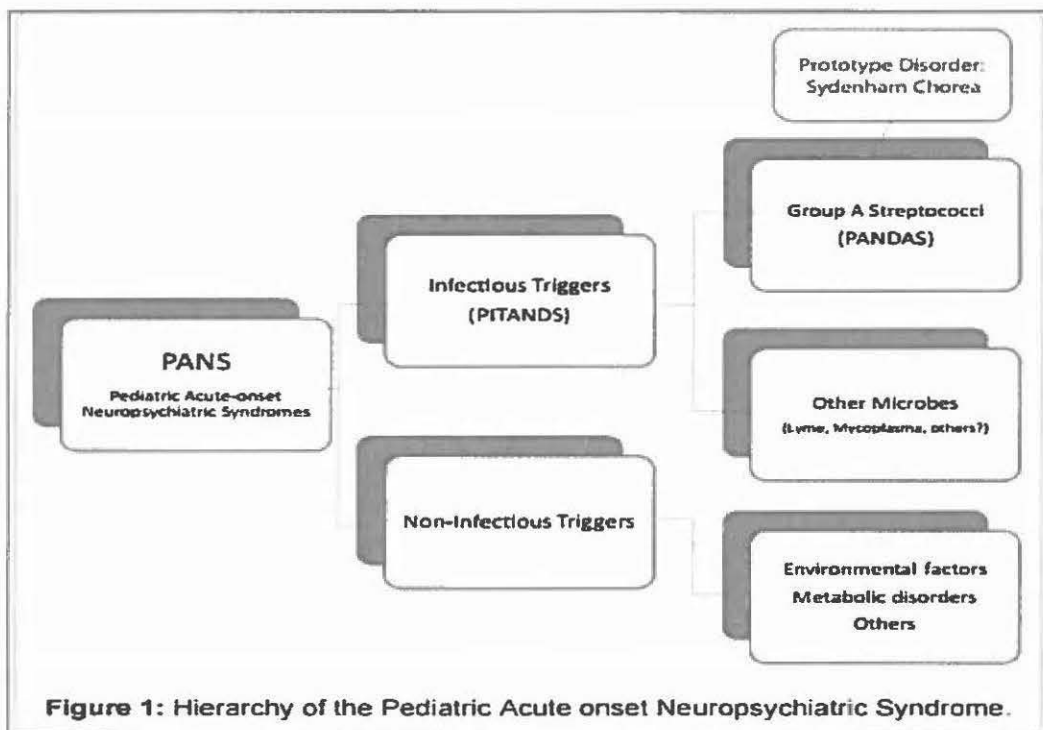 Prototype Disorder:
Sydenham Chorea
Group A Streptococci
(PANDAS)
Infectious Triggers
(PITANDS)
PANS
Pediatric Acute-onset
Neuropsychiatric Syndromes
Other Microbes
(Lyme, Mycoplasma, others?)
Non-Infectious Triggers
Environmental factors
Metabolic disorders
Others
Figure 1: Hierarchy of the Pediatric Acute onset Neuropsychiatric Syndrome.